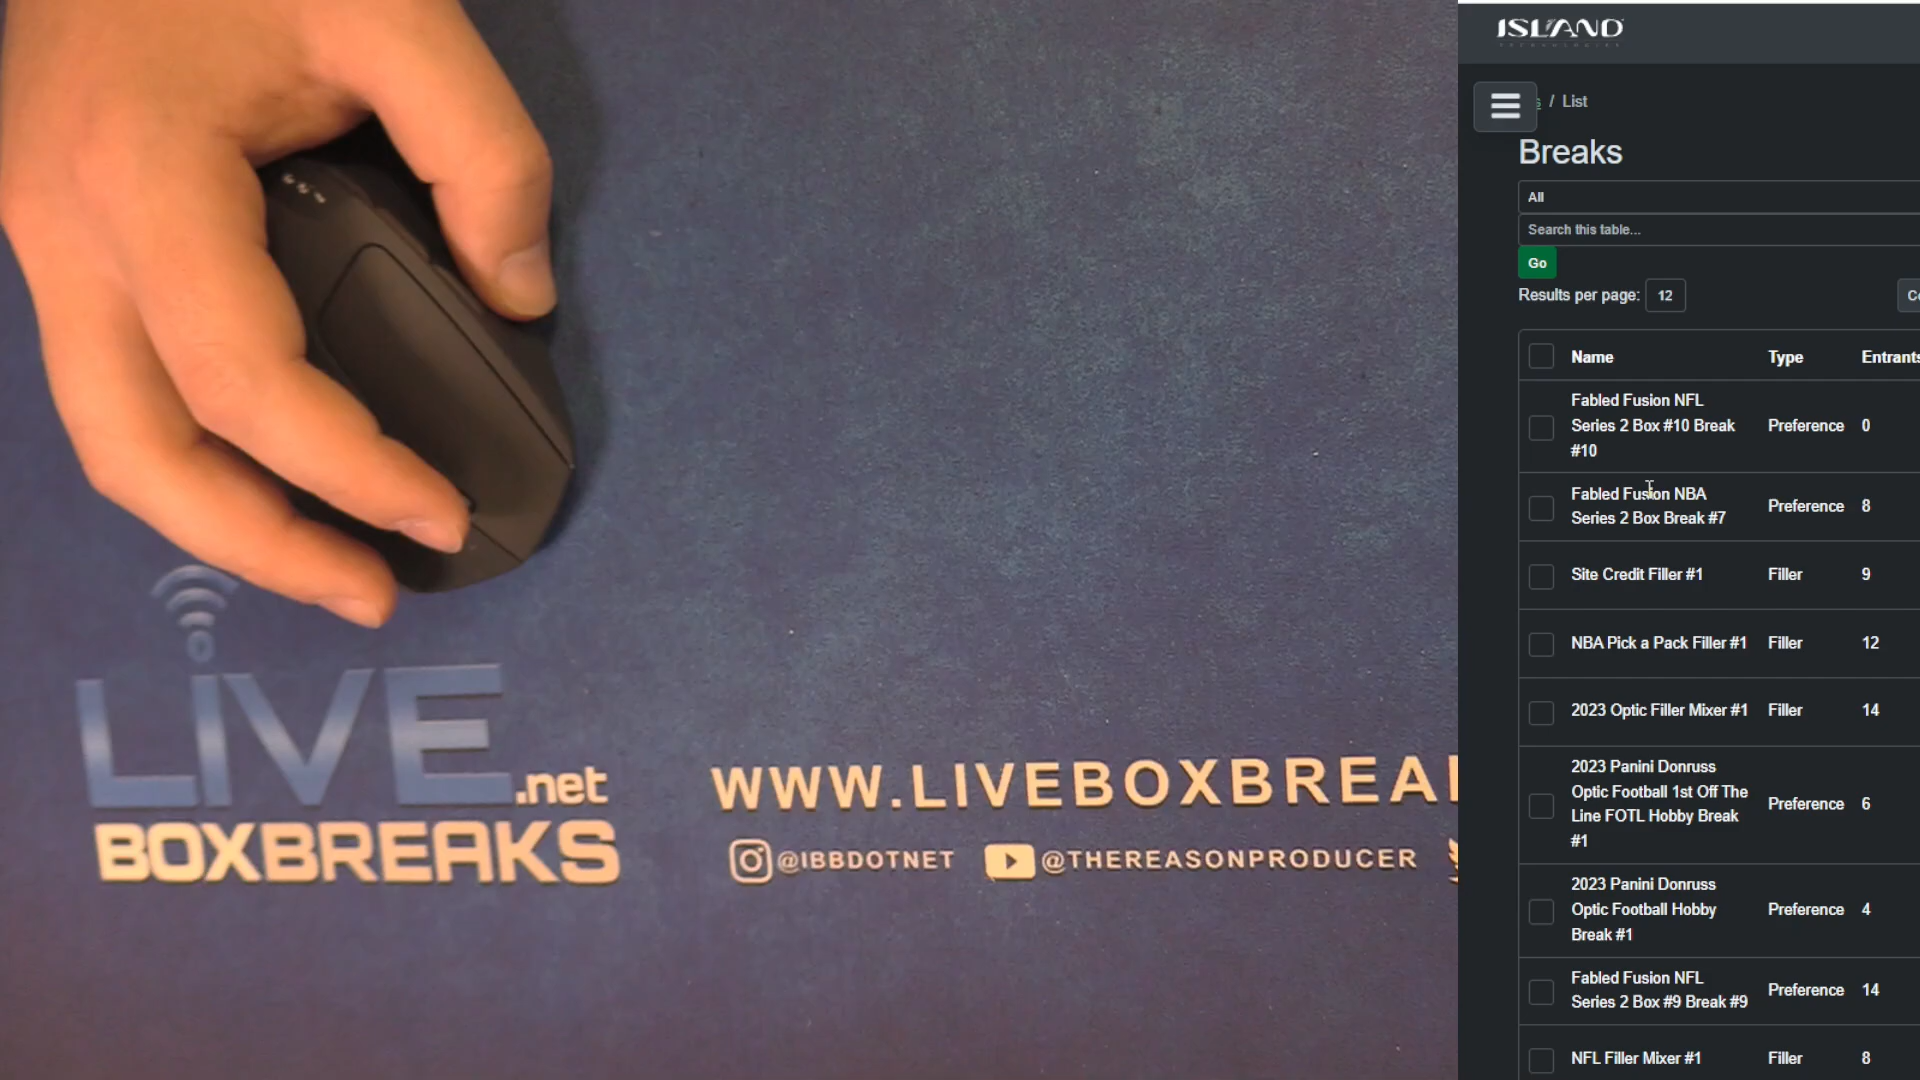 LIVE
.net
BOXBREAKS
WWW.LIVEBOXBREA
@IBBDOTNET
@THEREASONPRODUCER
ISLAND
/ List
Breaks
All
Search this table...
Go
Results per page: 12
Name Type Entrants
Fabled Fusion NFL
Series 2 Box #10 Break
#10
Preference 0
Fabled Fusion NBA
Series 2 Box Break #7
Preference 8
Site Credit Filler #1 Filler 9
NBA Pick a Pack Filler #1 Filler 12
2023 Optic Filler Mixer #1 Filler 14
2023 Panini Donruss
Optic Football 1st Off The
Line FOTL Hobby Break
#1
Preference 6
2023 Panini Donruss
Optic Football Hobby
Break #1
Preference 4
Fabled Fusion NFL
Series 2 Box #9 Break #9
Preference 14
NFL Filler Mixer #1 Filler 8